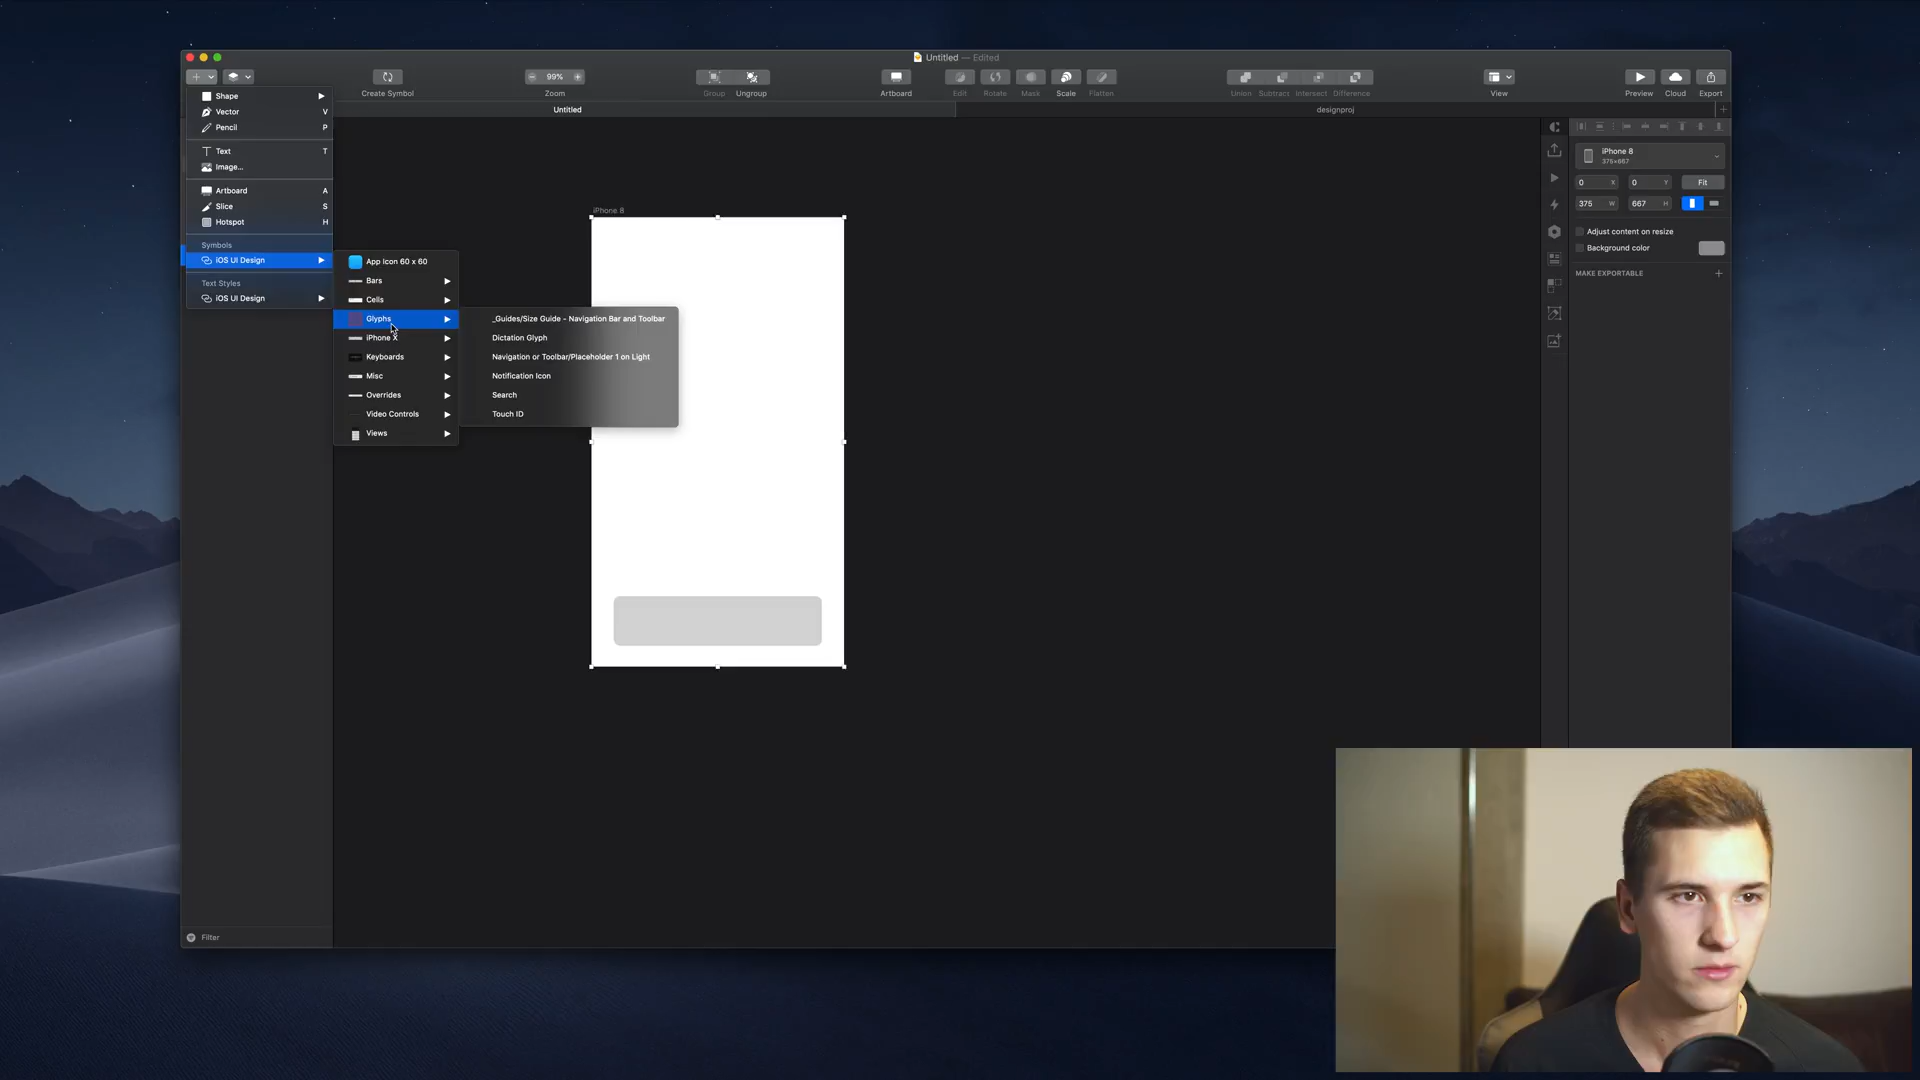 Untitled — Edited
99%
Create Symbol
Zoom
Group
Ungroup
Artboard
Edit
Rotate
Mask
Scale
Flatten
Union
Subtract
Intersect
Difference
View
Preview
Cloud
Export
Untitled
designproj
Shape
Vector V
Pencil P
Text T
Image...
Artboard A
Slice S
Hotspot H
Symbols
iOS UI Design
Text Styles
iOS UI Design
App Icon 60 x 60
Bars
Cells
Glyphs
iPhone X
Keyboards
Misc
Overrides
Video Controls
Views
_Guides/Size Guide - Navigation Bar and Toolbar
Dictation Glyph
Navigation or Toolbar/Placeholder 1 on Light
Notification Icon
Search
Touch ID
iPhone 8
iPhone 8
375×667
0 X
0 Y
Fit
375 W
667 H
Adjust content on resize
Background color
MAKE EXPORTABLE
Filter